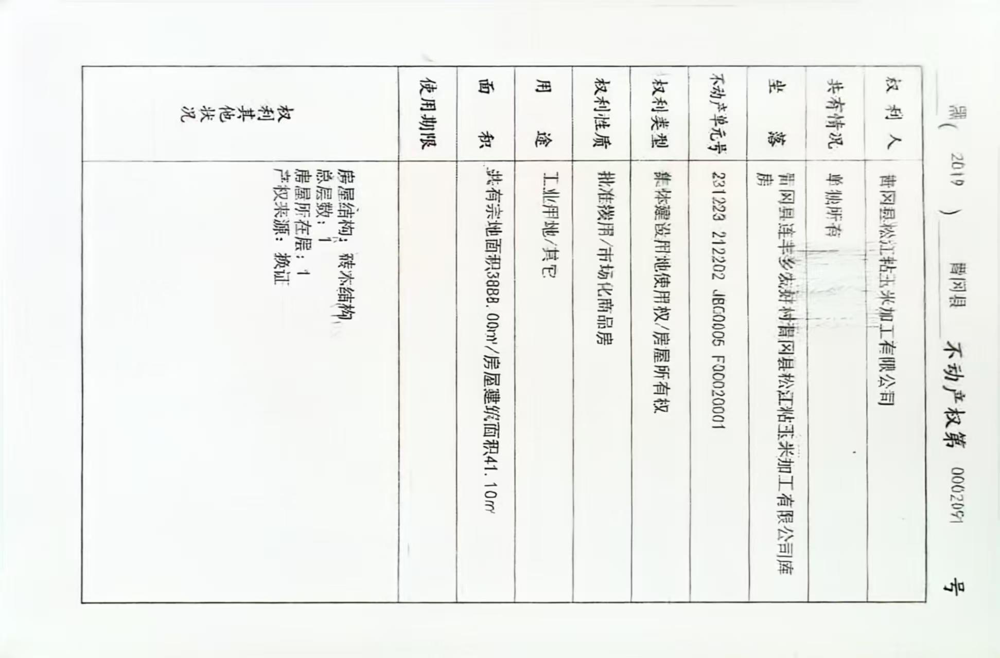 黑（ 2019 ） 青冈县 不动产权第 0002091 号
权利人 青冈县松江粘玉米加工有限公司
共有情况 单独所有
坐落 青冈县连丰乡发财村青冈县松江粘玉米加工有限公司库
房
不动产单元号 231223 212202 JB00005 F00020001
权利类型 集体建设用地使用权/房屋所有权
权利性质 批准拨用/市场化商品房
用途 工业用地/其它
面积 共有宗地面积3888.00㎡/房屋建筑面积41.10㎡
使用期限
权利其他状况
房屋结构：砖木结构
总层数：1
房屋所在层：1
产权来源：换证